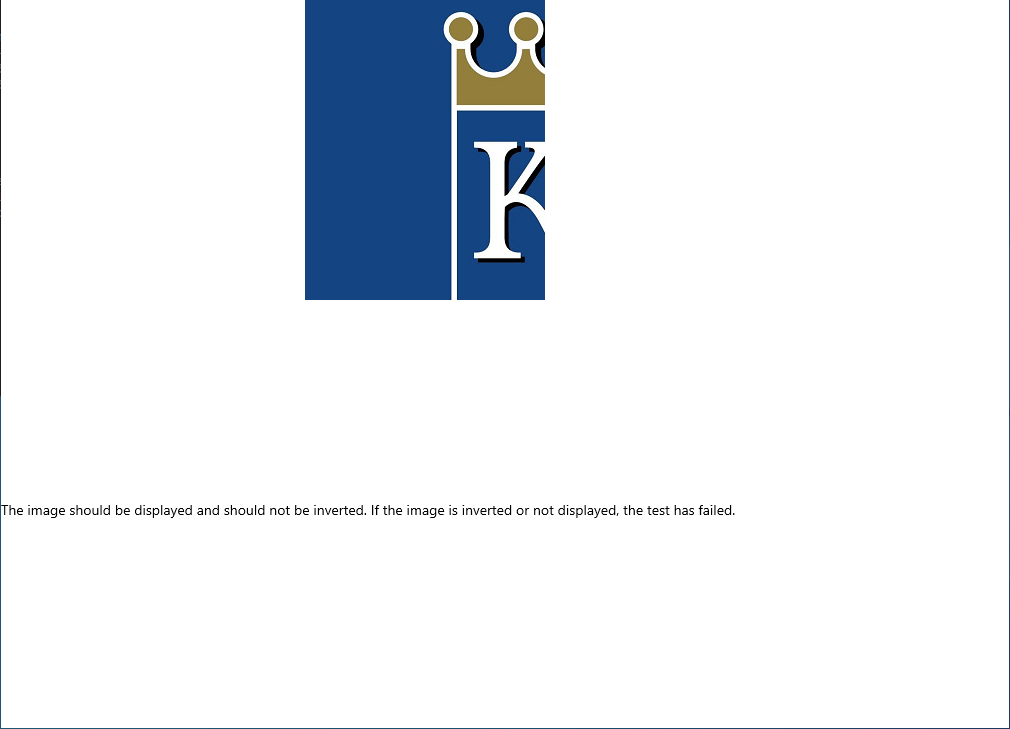 K
The image should be displayed and should not be inverted. If the image is inverted or not displayed, the test has failed.